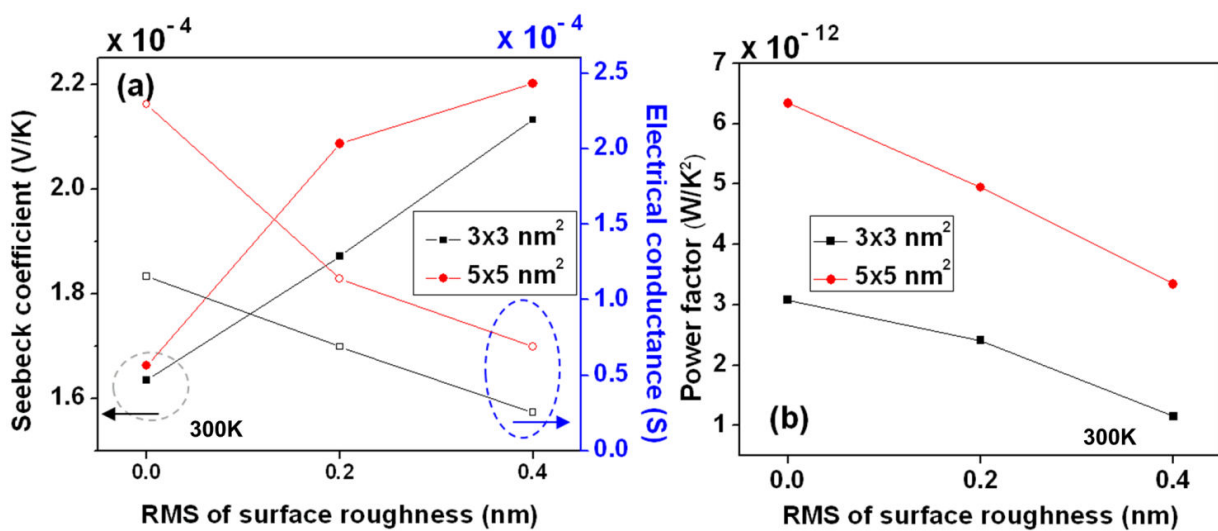 x 10⁻⁴
x 10⁻⁴
(a)
2.2
2.0
1.8
1.6
Seebeck coefficient (V/K)
2.5
2.0
1.5
1.0
0.5
0.0
Electrical conductance (S)
3x3 nm²
5x5 nm²
300K
0.0
0.2
0.4
RMS of surface roughness (nm)
x 10⁻¹²
7
6
5
4
3
2
1
Power factor (W/K²)
3x3 nm²
5x5 nm²
(b)
300K
0.0
0.2
0.4
RMS of surface roughness (nm)